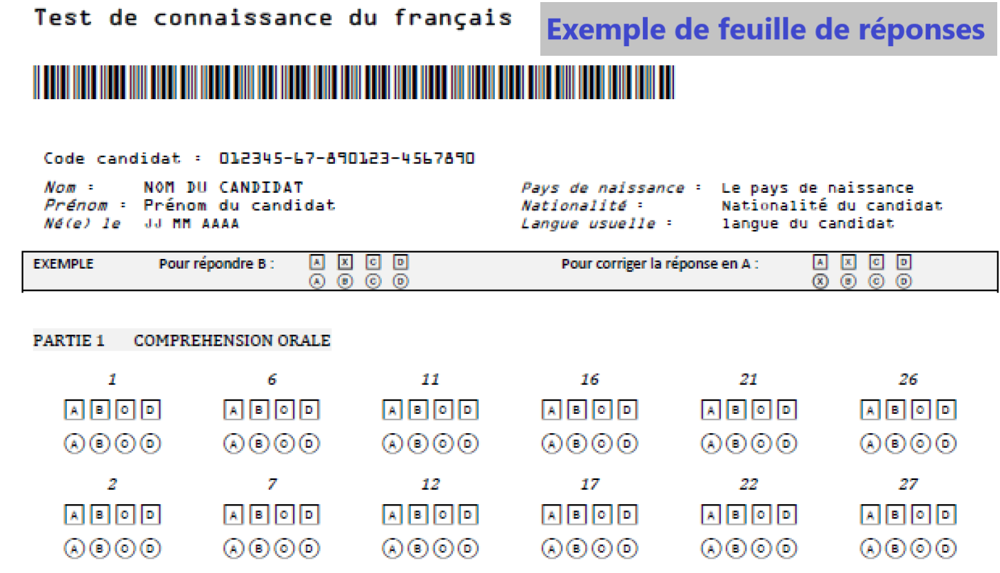 Test de connaissance du français
Exemple de feuille de réponses
Code candidat : 012345-67-890123-4567890
Nom : NOM DU CANDIDAT Pays de naissance : Le pays de naissance
Prénom : Prénom du candidat Nationalité : Nationalité du candidat
Né(e) le JJ MM AAAA Langue usuelle : langue du candidat
EXEMPLE Pour répondre B : A X C D Pour corriger la réponse en A : A X C D
A B C D X B C D
PARTIE 1 COMPREHENSION ORALE
1 6 11 16 21 26
A B C D A B C D A B C D A B C D A B C D A B C D
A B C D A B C D A B C D A B C D A B C D A B C D
2 7 12 17 22 27
A B C D A B C D A B C D A B C D A B C D A B C D
A B C D A B C D A B C D A B C D A B C D A B C D